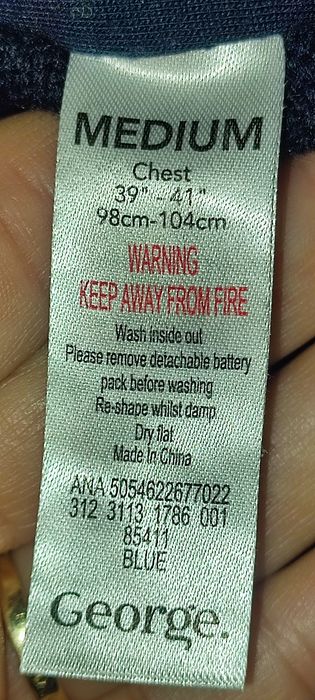 MEDIUM
Chest
39" - 41"
98cm-104cm
WARNING
KEEP AWAY FROM FIRE
Wash inside out
Please remove detachable battery
pack before washing
Re-shape whilst damp
Dry flat
Made In China
ANA 5054622677022
312 3113 1786 001
85411
BLUE
George.